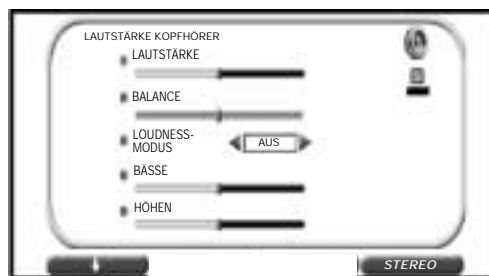 LAUTSTÄRKE KOPFHÖRER
LAUTSTÄRKE
BALANCE
LOUDNESS-
MODUS
AUS
BÄSSE
HÖHEN
STEREO